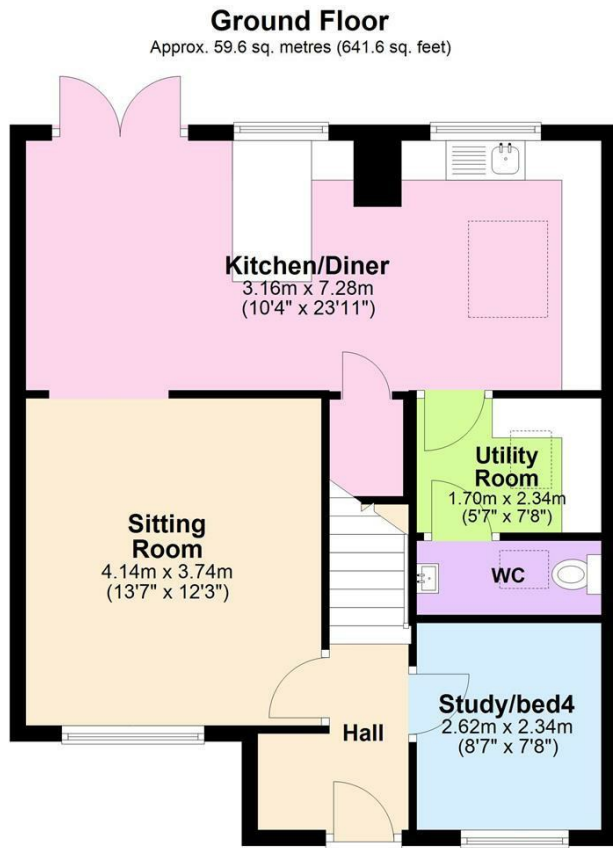 Ground Floor
Approx. 59.6 sq. metres (641.6 sq. feet)
Kitchen/Diner
3.16m x 7.28m
(10'4" x 23'11")
Utility
Room
1.70m x 2.34m
(5'7" x 7'8")
Sitting
Room
4.14m x 3.74m
(13'7" x 12'3")
WC
Study/bed4
2.62m x 2.34m
(8'7" x 7'8")
Hall